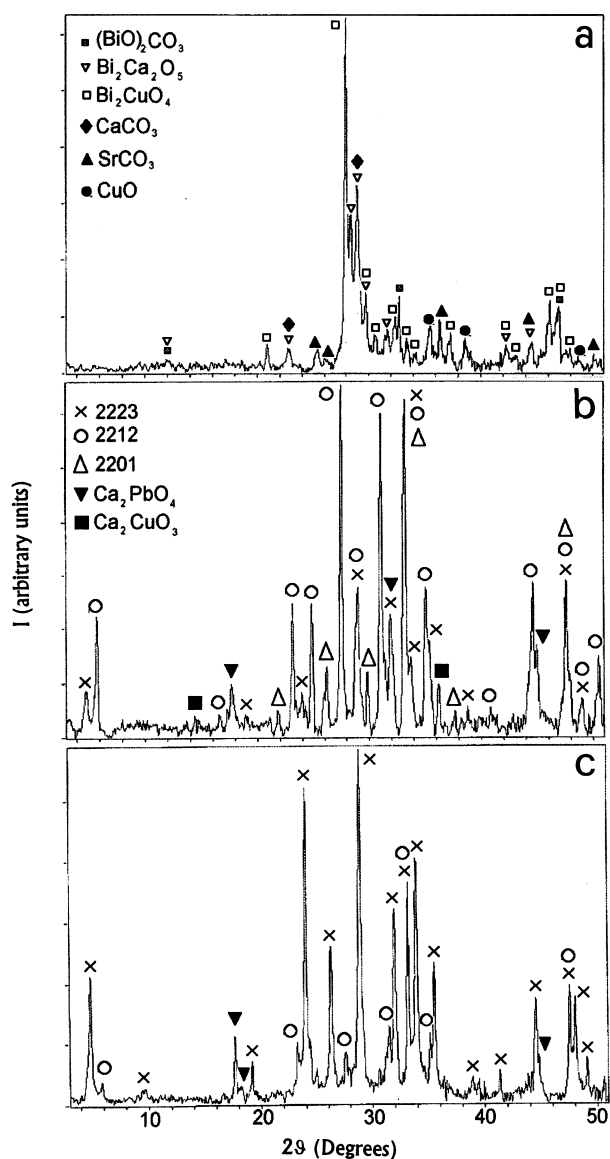 a
(BiO)₂CO₃
Bi₂Ca₂O₅
Bi₂CuO₄
CaCO₃
SrCO₃
CuO
b
2223
2212
2201
Ca₂PbO₄
Ca₂CuO₃
I (arbitrary units)
c
10 20 30 40 50
2ϑ (Degrees)